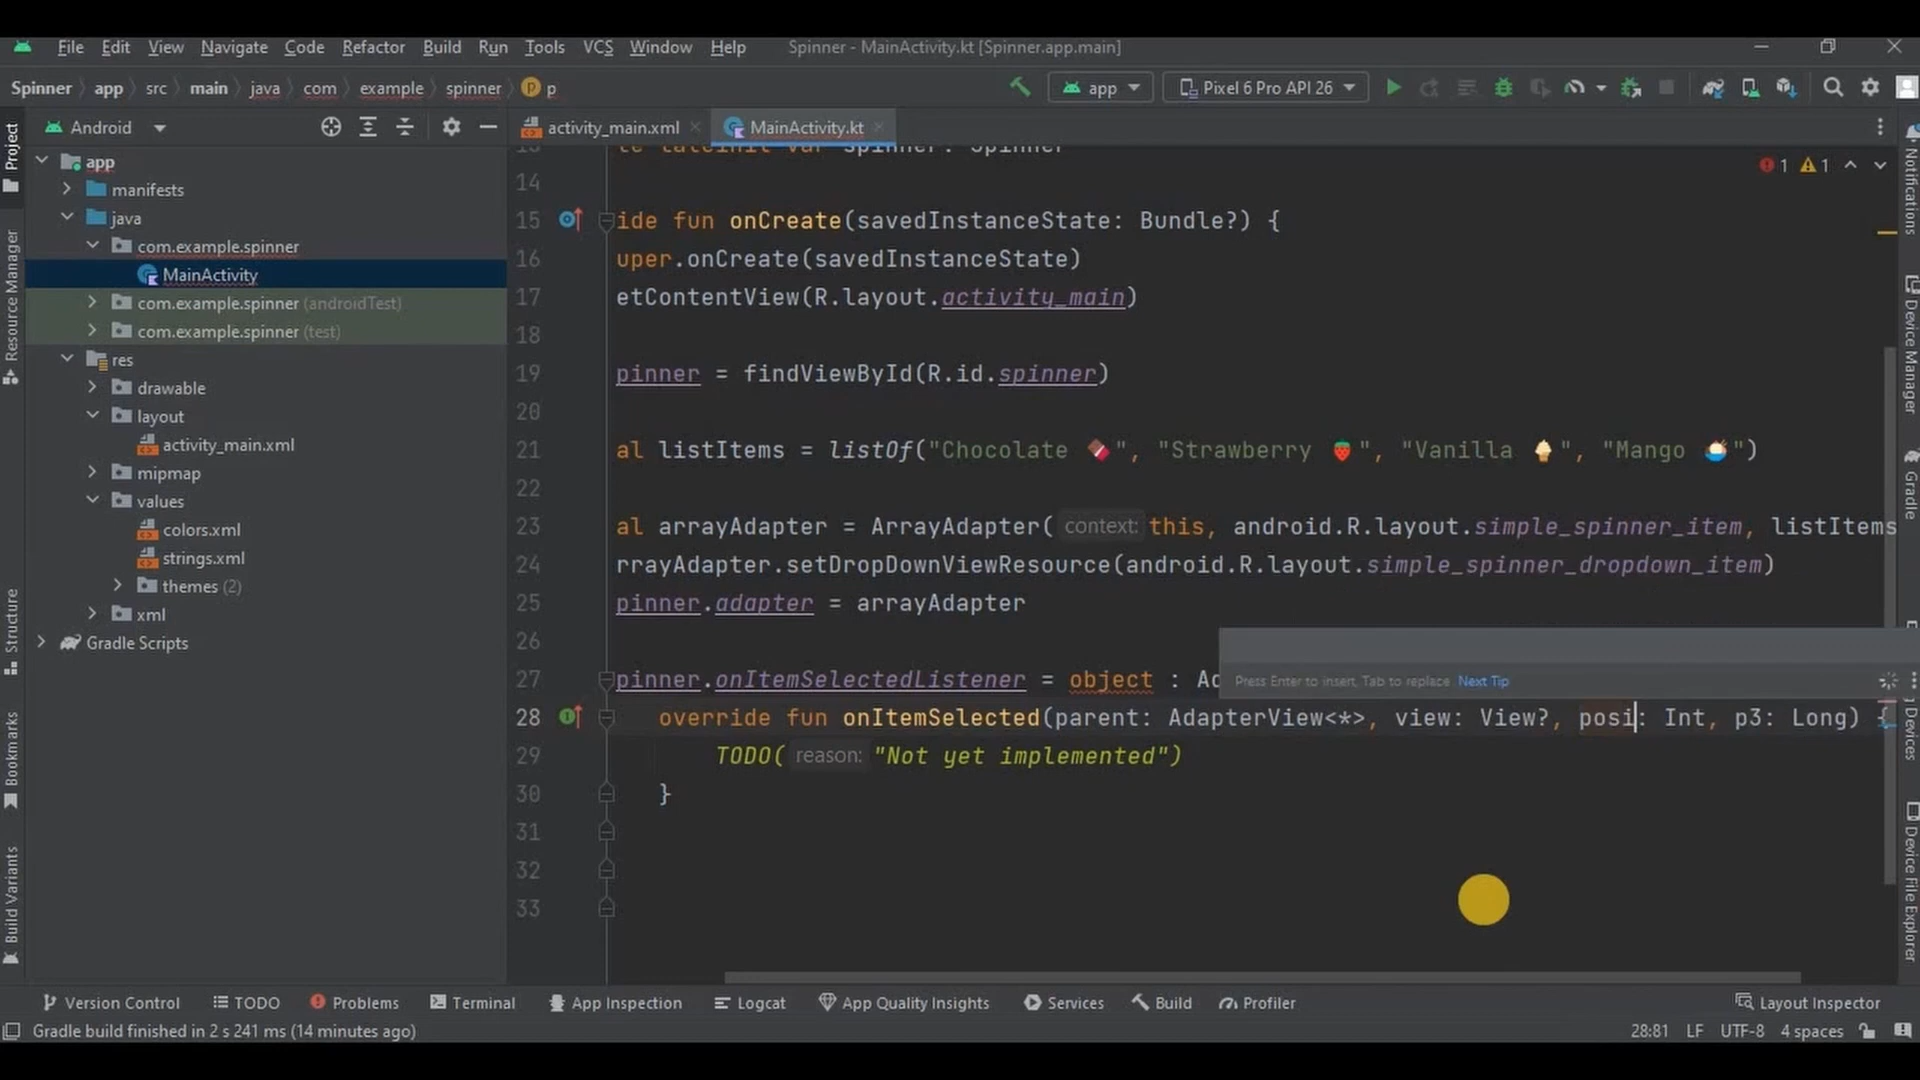 File Edit View Navigate Code Refactor Build Run Tools VCS Window Help Spinner - MainActivity.kt [Spinner.app.main]
Spinner app src main java com example spinner p app Pixel 6 Pro API 26
Android activity_main.xml MainActivity.kt
Project
Resource Manager
Structure
Bookmarks
Build Variants
app
manifests
java
com.example.spinner
MainActivity
com.example.spinner (androidTest)
com.example.spinner (test)
res
drawable
layout
activity_main.xml
mipmap
values
colors.xml
strings.xml
themes (2)
xml
Gradle Scripts
1 1
14
15 ide fun onCreate(savedInstanceState: Bundle?) {
16 uper.onCreate(savedInstanceState)
17 etContentView(R.layout.activity_main)
18
19 pinner = findViewById(R.id.spinner)
20
21 al listItems = listOf("Chocolate 🍫", "Strawberry 🍓", "Vanilla 🍦", "Mango 🍧")
22
23 al arrayAdapter = ArrayAdapter( context: this, android.R.layout.simple_spinner_item, listItems
24 rrayAdapter.setDropDownViewResource(android.R.layout.simple_spinner_dropdown_item)
25 pinner.adapter = arrayAdapter
26
27 pinner.onItemSelectedListener = object : Ad
Press Enter to insert, Tab to replace Next Tip
28 override fun onItemSelected(parent: AdapterView<*>, view: View?, posi: Int, p3: Long) {
29 TODO( reason: "Not yet implemented")
30 }
31
32
33
Notifications
Device Manager
Gradle
Devices
Device File Explorer
Version Control TODO Problems Terminal App Inspection Logcat App Quality Insights Services Build Profiler Layout Inspector
Gradle build finished in 2 s 241 ms (14 minutes ago) 28:81 LF UTF-8 4 spaces